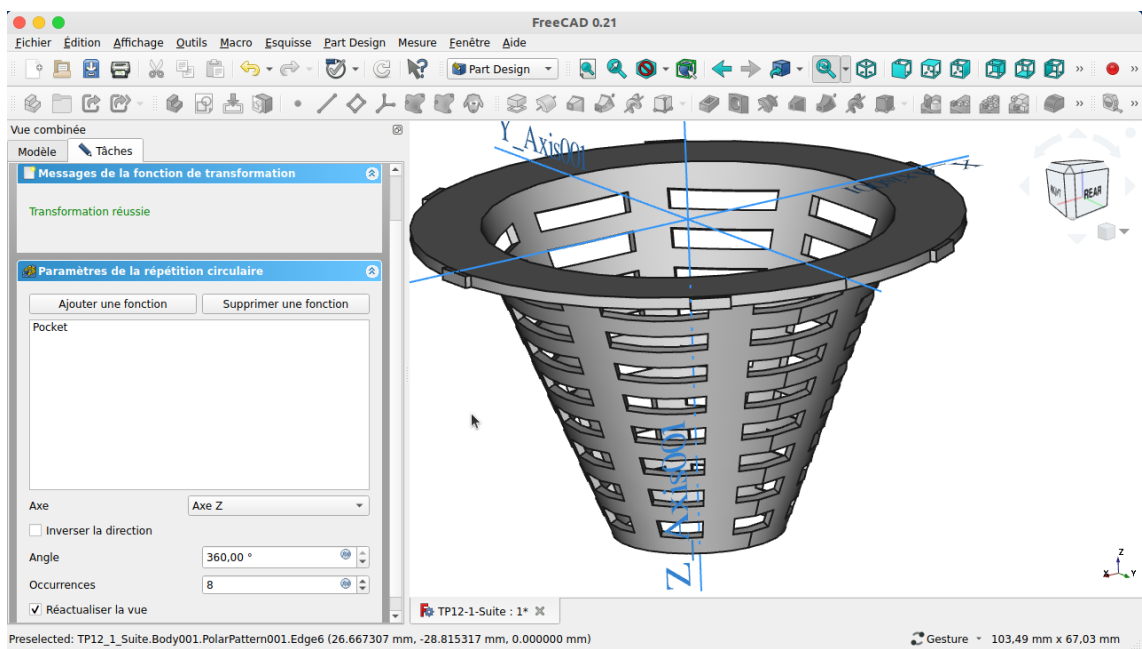 FreeCAD 0.21
Fichier Édition Affichage Outils Macro Esquisse Part Design Mesure Fenêtre Aide
Part Design
Vue combinée
Modèle Tâches
Messages de la fonction de transformation
Transformation réussie
Paramètres de la répétition circulaire
Ajouter une fonction Supprimer une fonction
Pocket
Axe Axe Z
Inverser la direction
Angle 360,00 °
Occurrences 8
Réactualiser la vue
Y_Axis001
REAR
Z_Axis001
Z
X Y
TP12-1-Suite : 1*
Preselected: TP12_1_Suite.Body001.PolarPattern001.Edge6 (26.667307 mm, -28.815317 mm, 0.000000 mm)
Gesture 103,49 mm x 67,03 mm